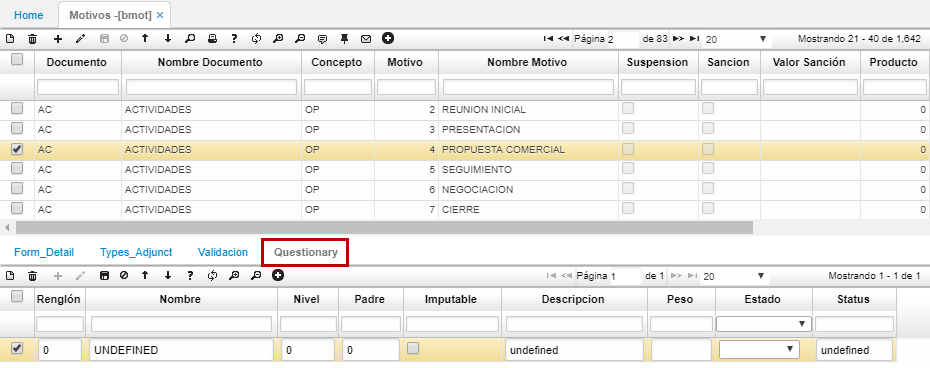 Home Motivos -[bmot] ×
Página 2 de 83 20 Mostrando 21 - 40 de 1,642
Documento Nombre Documento Concepto Motivo Nombre Motivo Suspension Sancion Valor Sanción Producto
AC ACTIVIDADES OP 2 REUNION INICIAL 0
AC ACTIVIDADES OP 3 PRESENTACION 0
AC ACTIVIDADES OP 4 PROPUESTA COMERCIAL 0
AC ACTIVIDADES OP 5 SEGUIMIENTO 0
AC ACTIVIDADES OP 6 NEGOCIACION 0
AC ACTIVIDADES OP 7 CIERRE 0
Form_Detail Types_Adjunct Validacion Questionary
Página 1 de 1 20 Mostrando 1 - 1 de 1
Renglón Nombre Nivel Padre Imputable Descripcion Peso Estado Status
0 UNDEFINED 0 0 undefined undefined